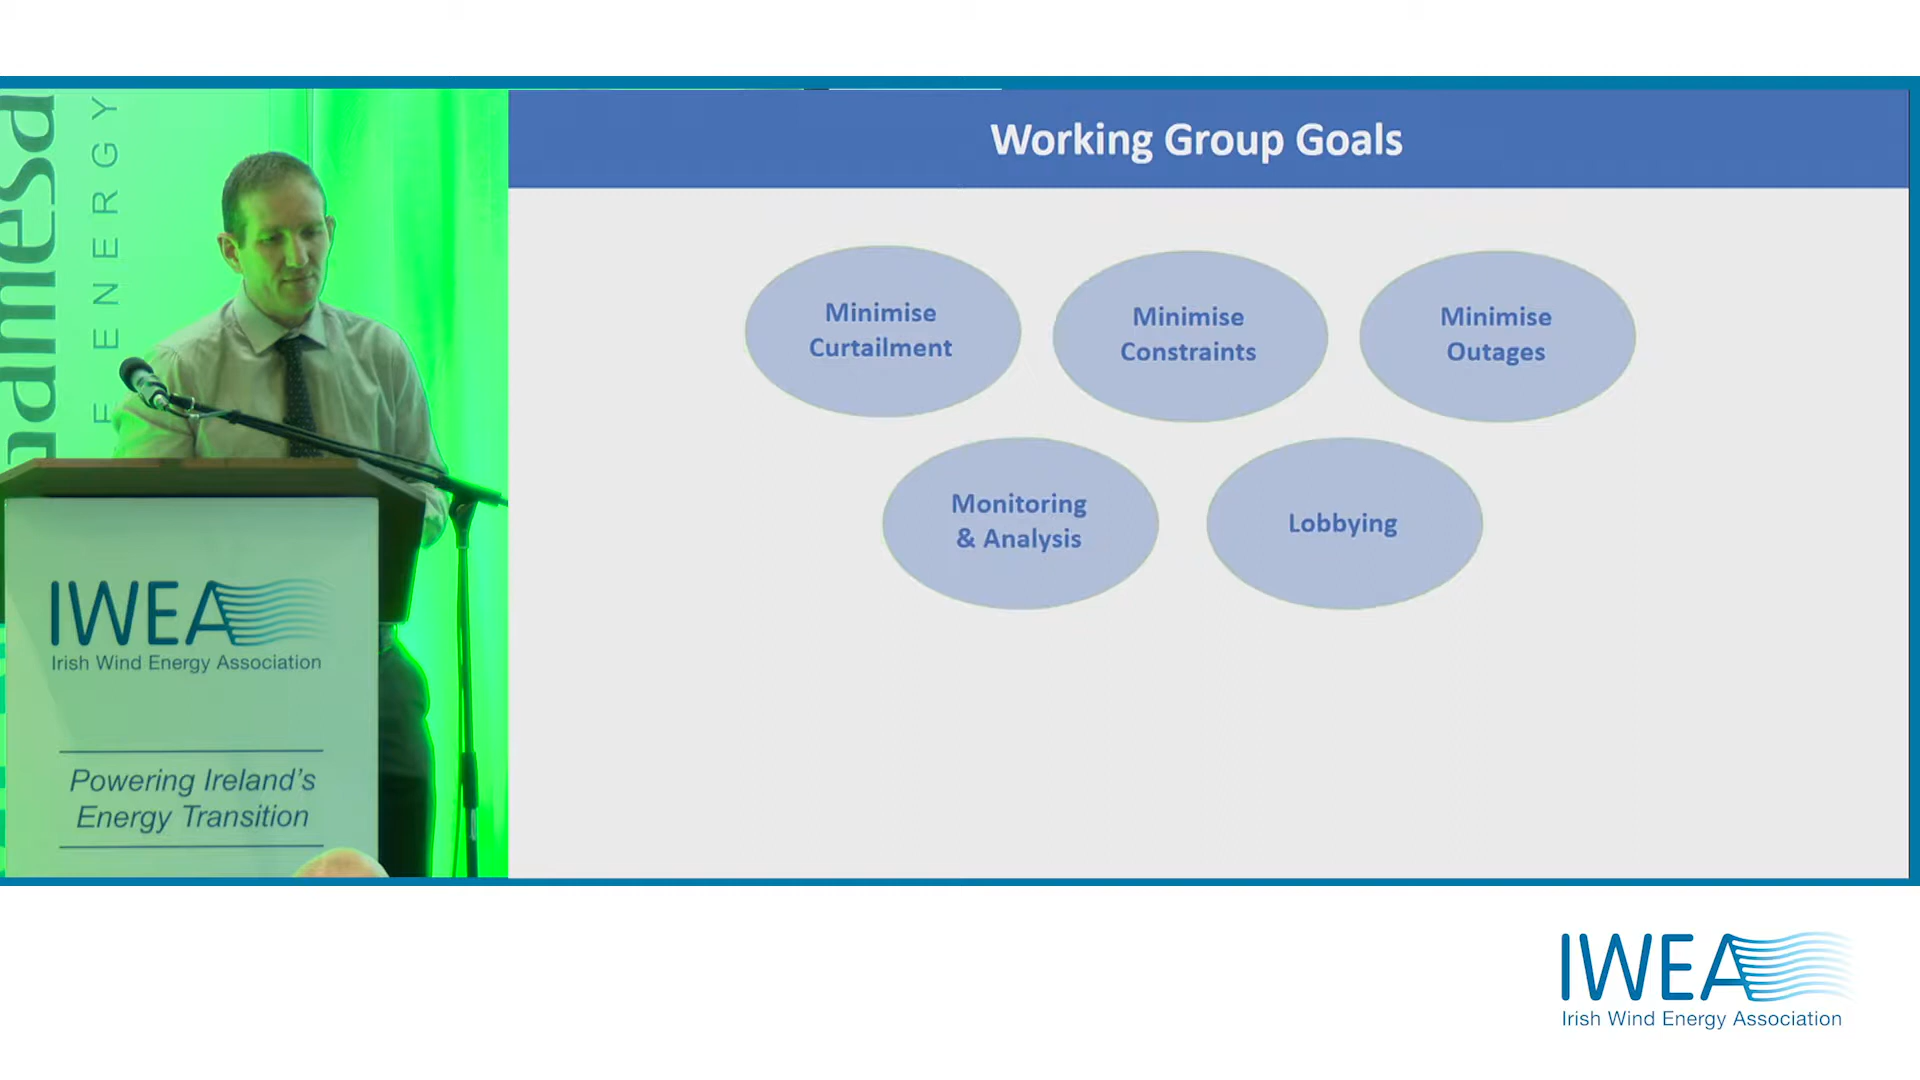 Working Group Goals
Minimise
Curtailment
Minimise
Constraints
Minimise
Outages
Monitoring
& Analysis
Lobbying
ENERGY
IWEA
Irish Wind Energy Association
Powering Ireland's
Energy Transition
IWEA
Irish Wind Energy Association